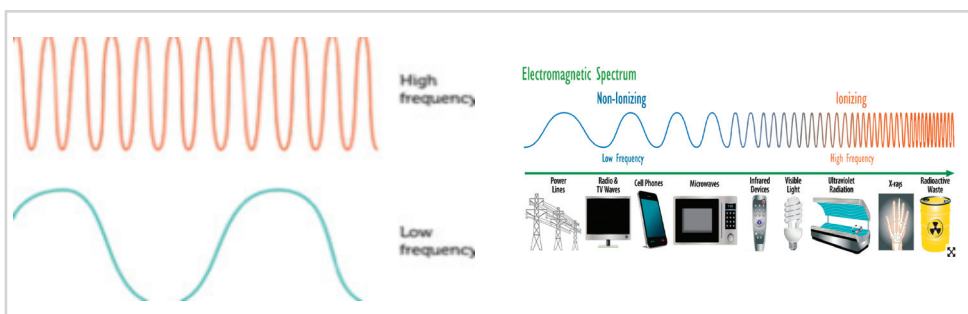 High
frequency
Low
frequency
Electromagnetic Spectrum
Non-Ionizing
Ionizing
Low Frequency
High Frequency
Power
Lines
Radio &
TV Waves
Cell Phones
Microwaves
Infrared
Devices
Visible
Light
Ultraviolet
Radiation
X-rays
Radioactive
Waste